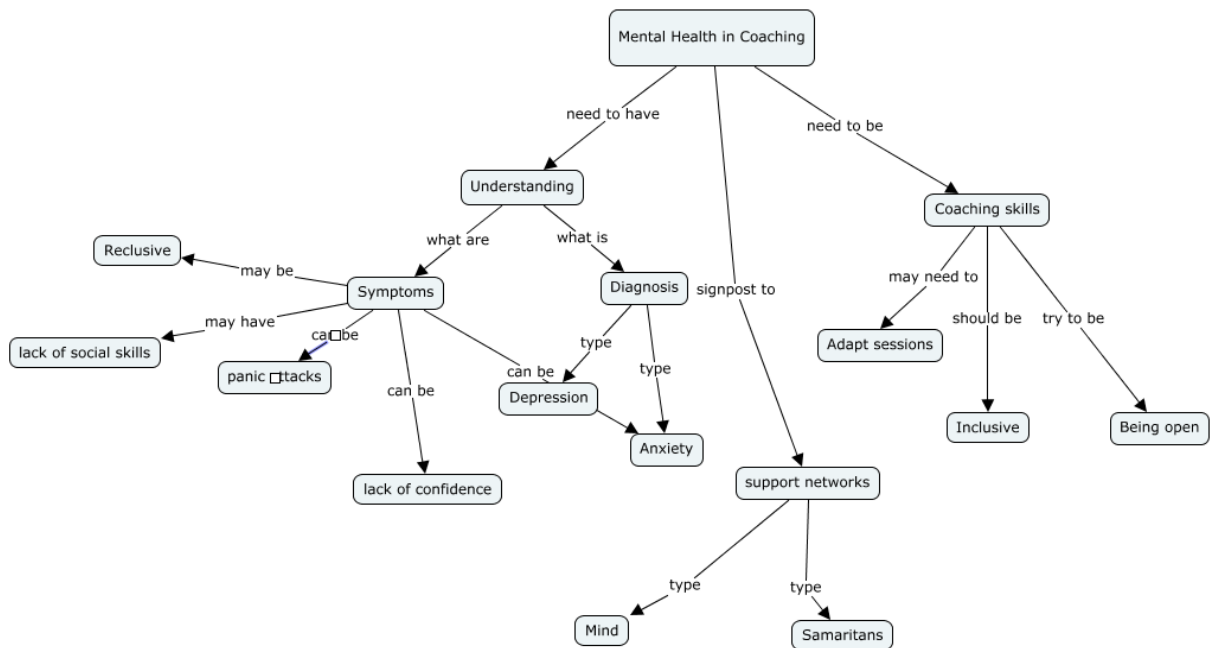 Mental Health in Coaching
need to have
need to be
Understanding
Coaching skills
what are
what is
Reclusive
may be
Symptoms
Diagnosis
signpost to
may need to
should be
try to be
may have
lack of social skills
panic
type
type
Adapt sessions
can be
can be
Depression
Inclusive
Being open
Anxiety
lack of confidence
support networks
type
type
Mind
Samaritans